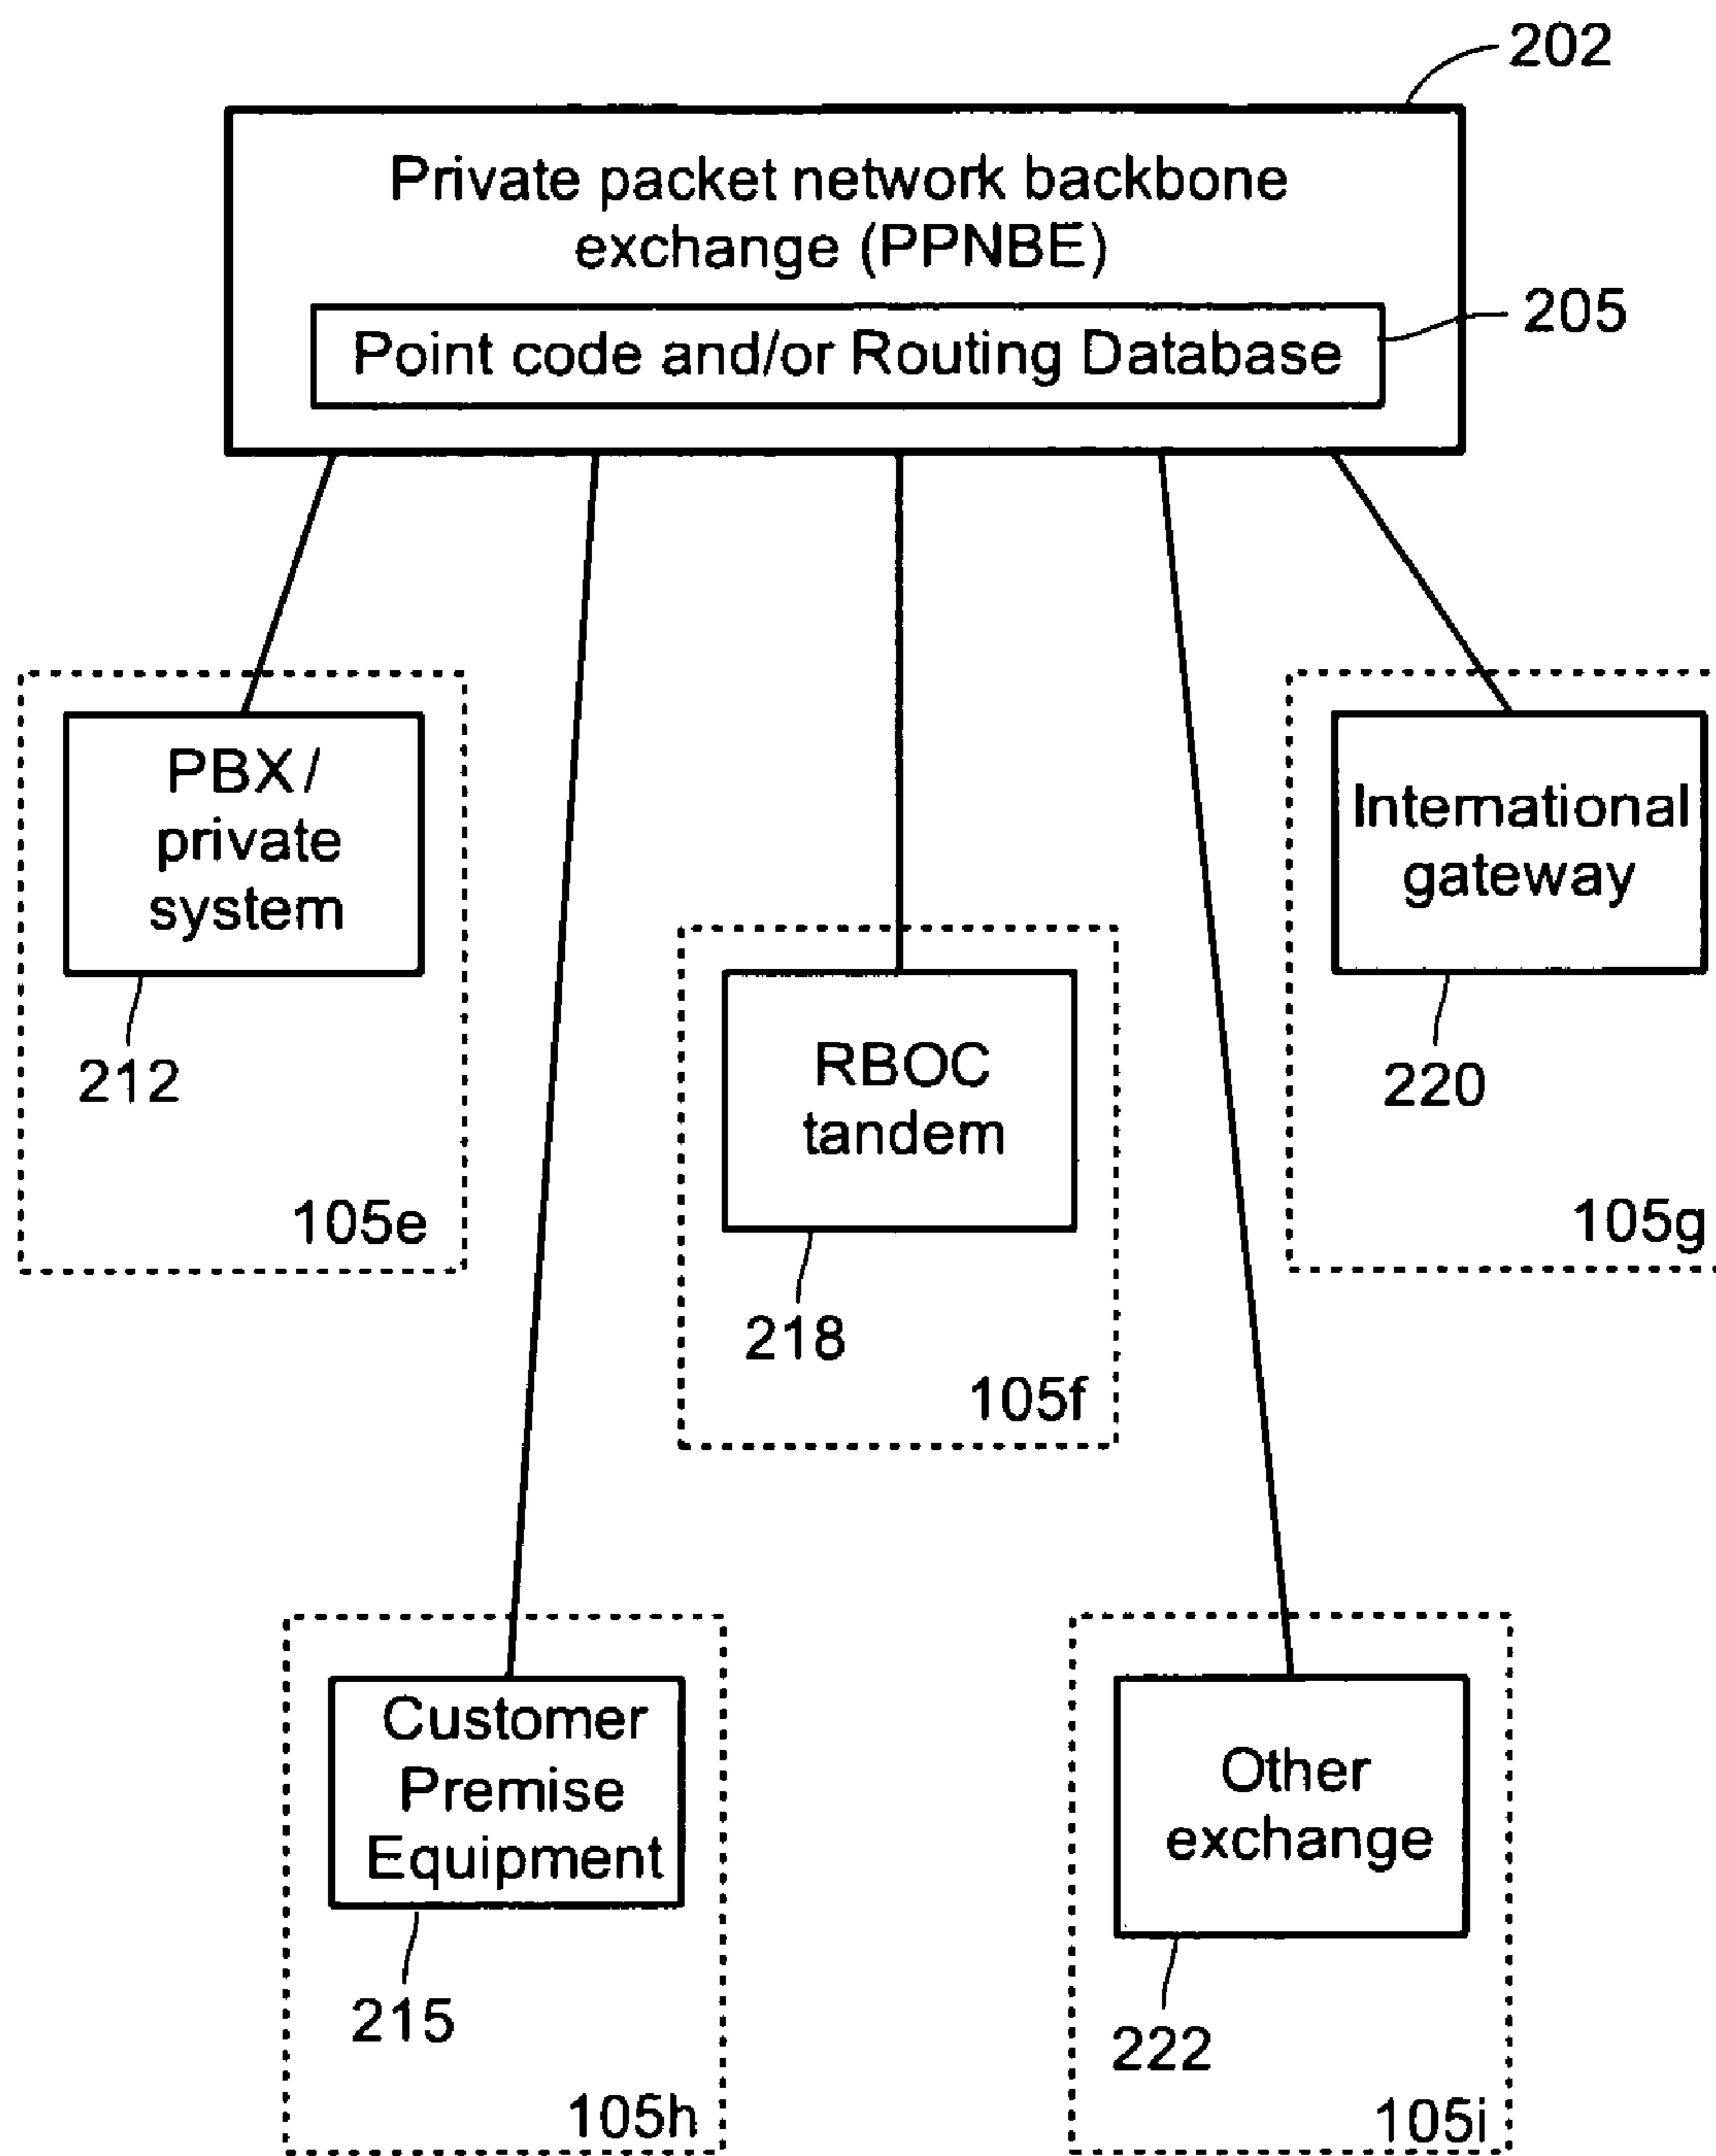 202
Private packet network backbone
exchange (PPNBE)
Point code and/or Routing Database
205
PBX /
private
system
212
105e
International
gateway
220
105g
RBOC
tandem
218
105f
Customer
Premise
Equipment
215
105h
Other
exchange
222
105i